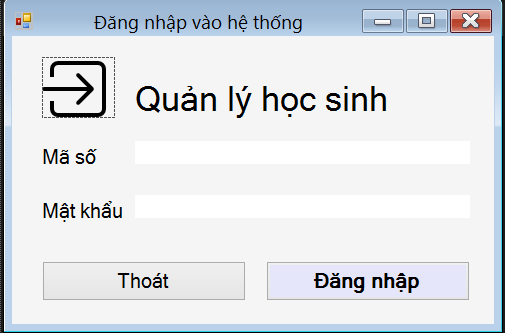 Đăng nhập vào hệ thống
Quản lý học sinh
Mã số
Mật khẩu
Thoát
Đăng nhập